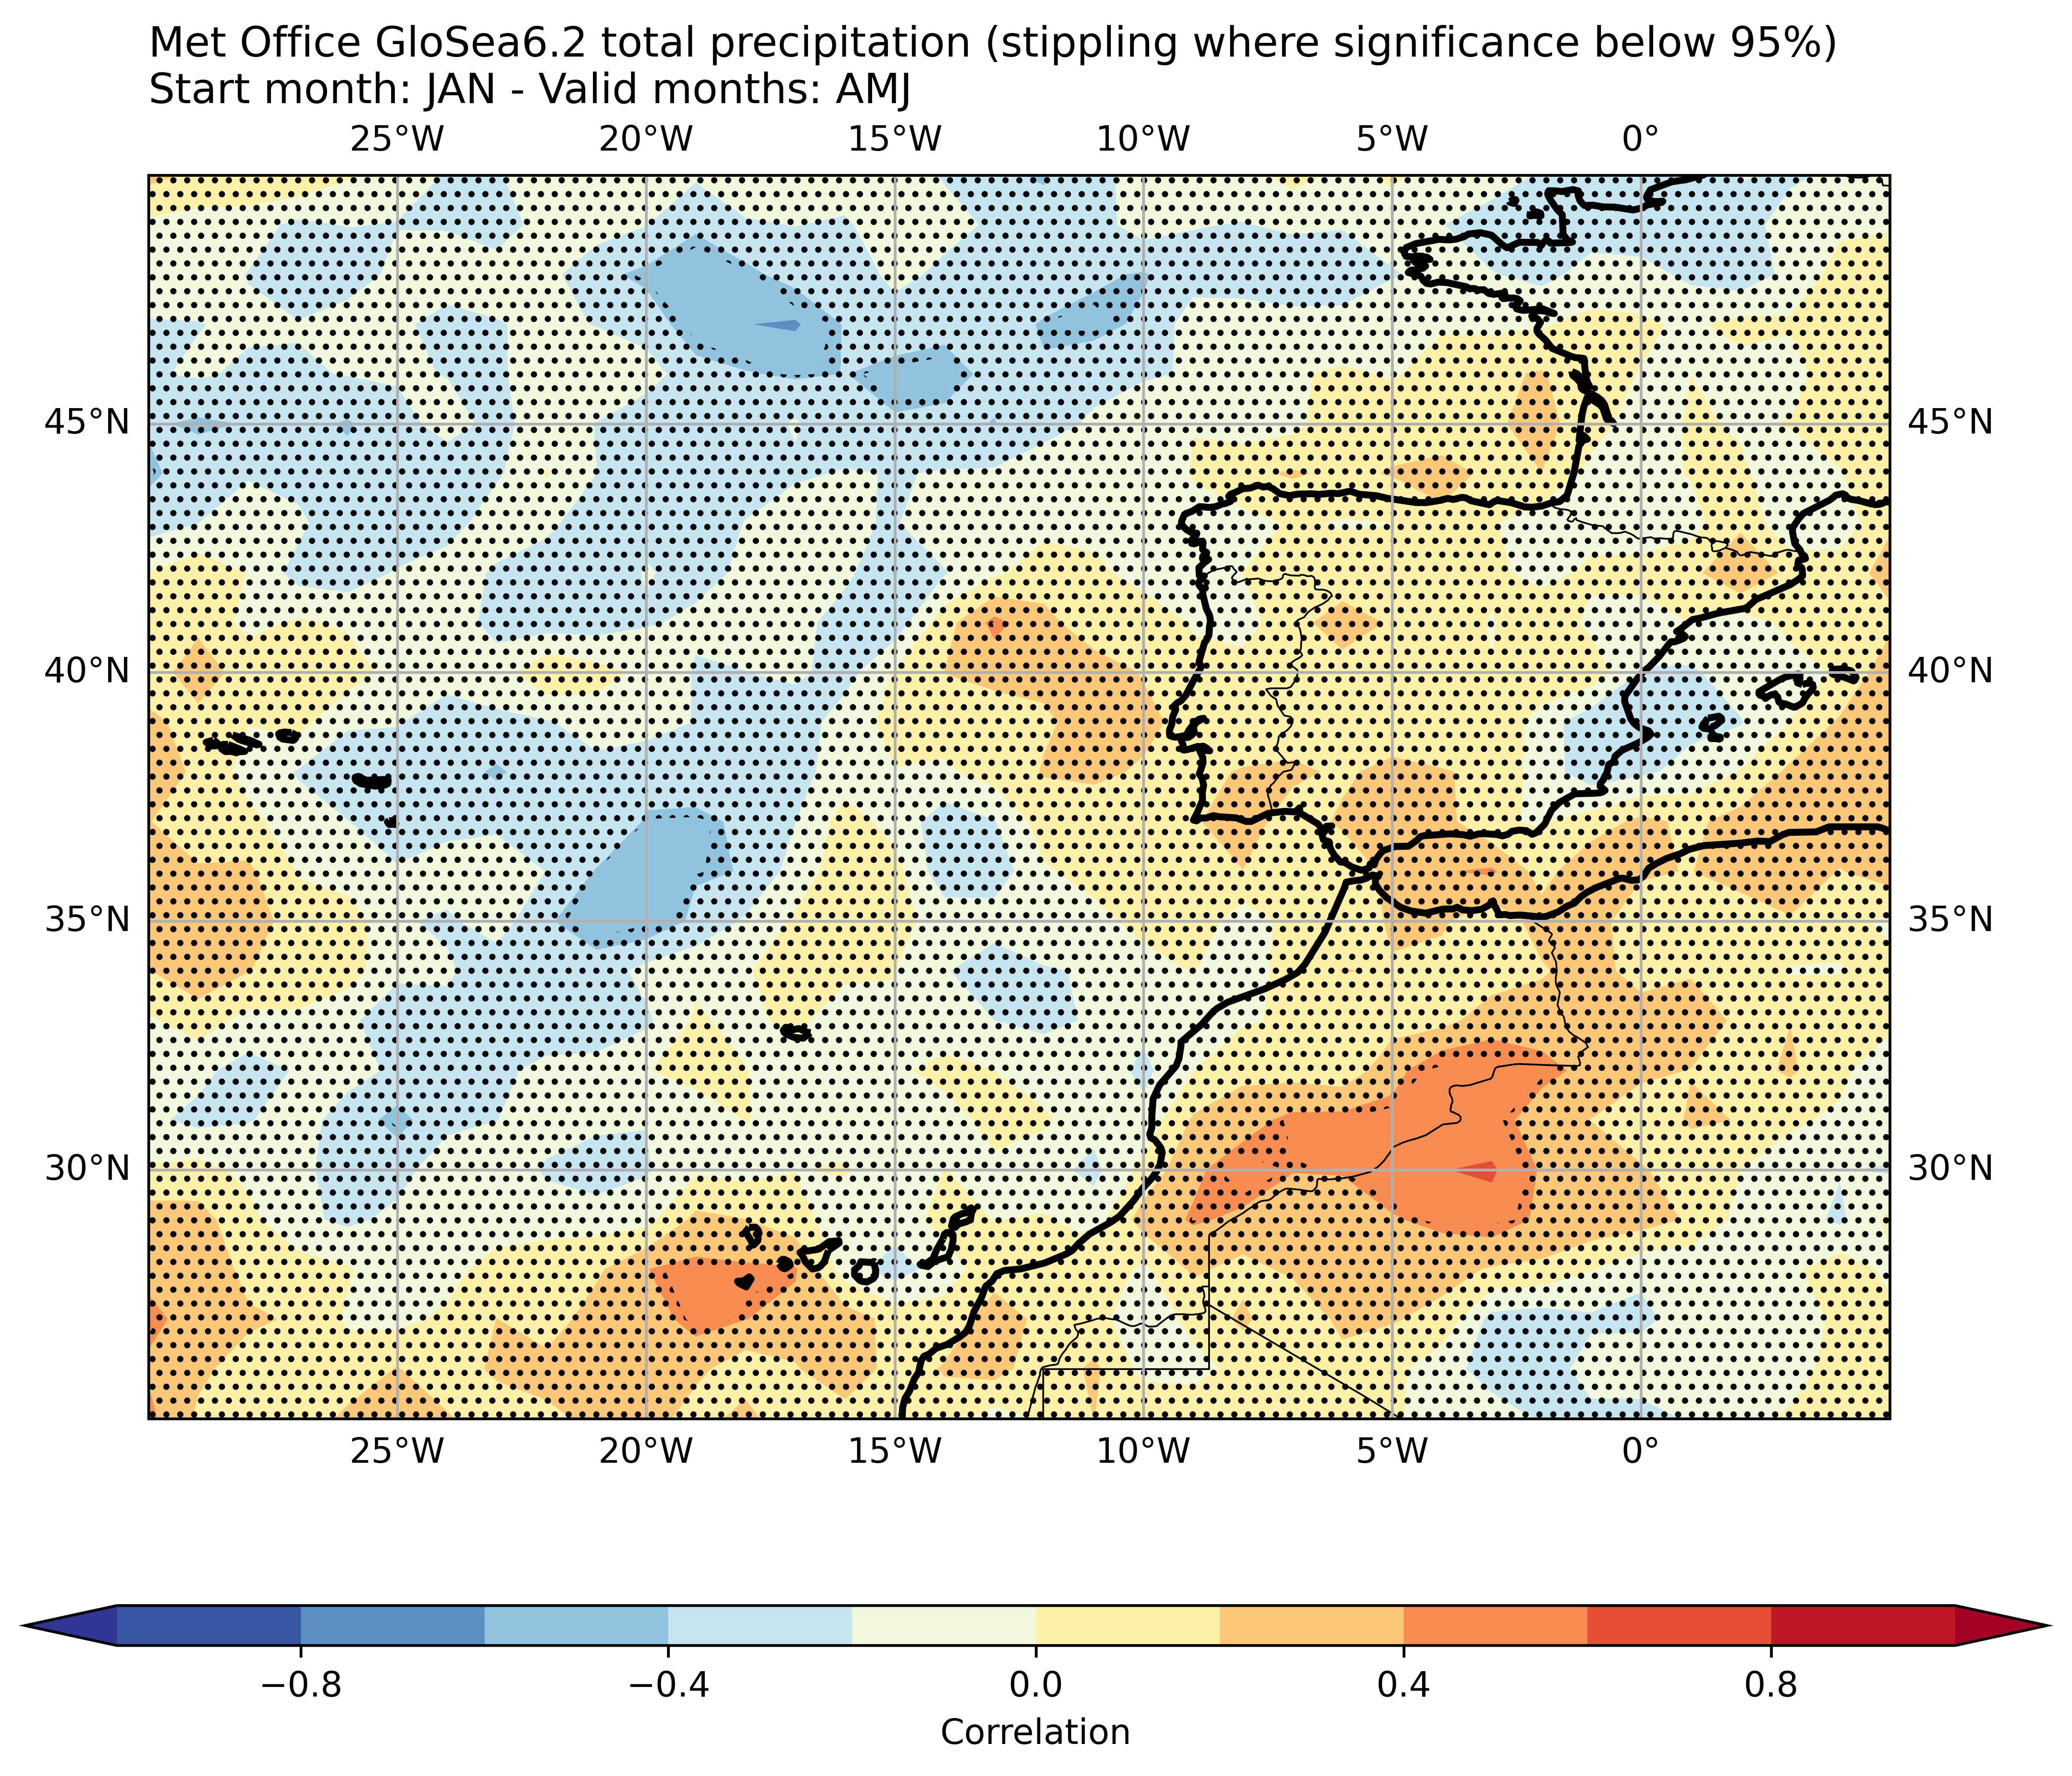 Met Office GloSea6.2 total precipitation (stippling where significance below 95%)
Start month: JAN - Valid months: AMJ
25°W 20°W 15°W 10°W 5°W 0°
45°N 45°N
40°N 40°N
35°N 35°N
30°N 30°N
25°W 20°W 15°W 10°W 5°W 0°
−0.8 −0.4 0.0 0.4 0.8
Correlation